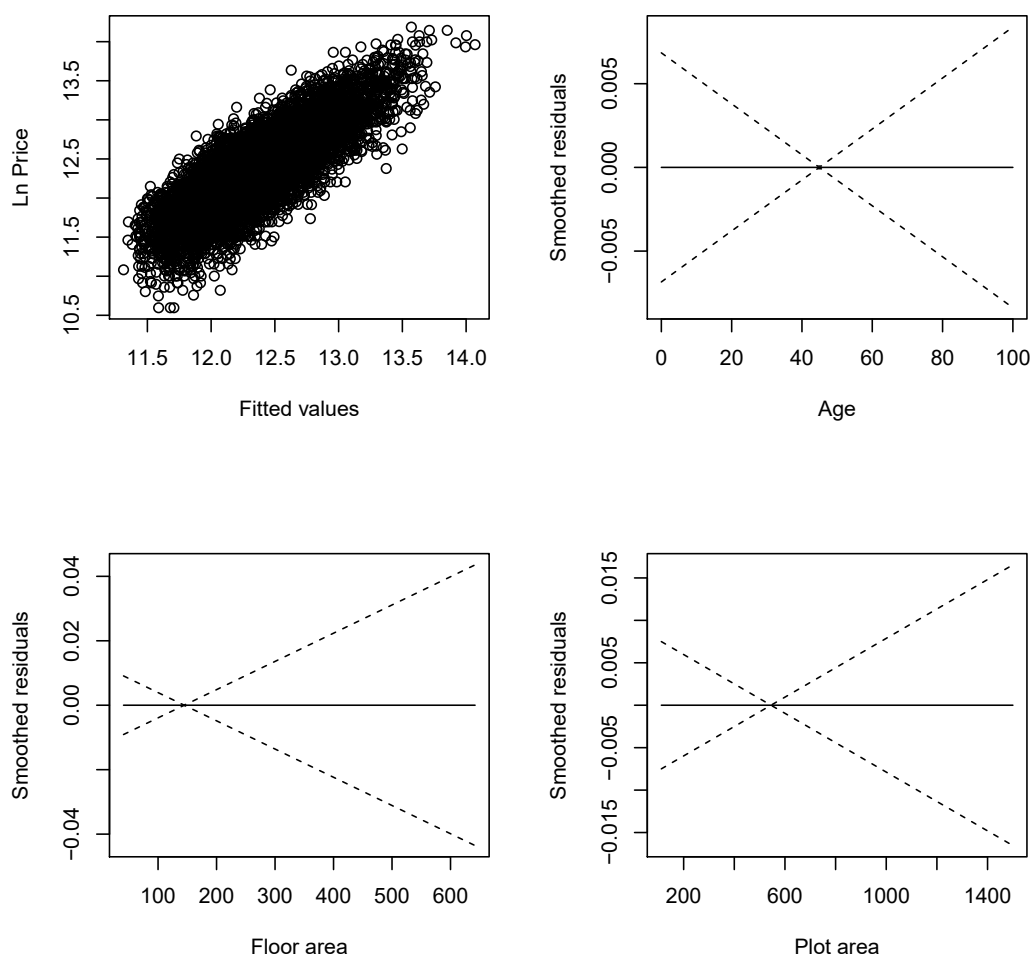 Ln Price
13.5
12.5
11.5
10.5
11.5 12.0 12.5 13.0 13.5 14.0
Fitted values
Smoothed residuals
0.005
0.000
−0.005
0 20 40 60 80 100
Age
Smoothed residuals
0.04
0.02
0.00
−0.04
100 200 300 400 500 600
Floor area
Smoothed residuals
0.015
0.005
−0.005
−0.015
200 600 1000 1400
Plot area